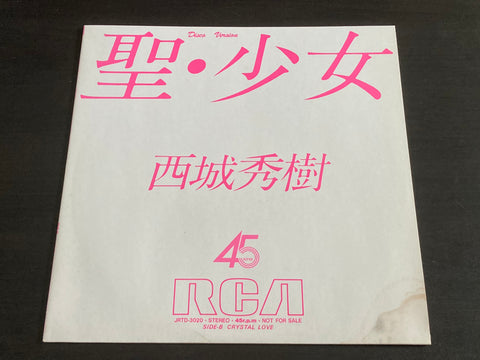 Disco Version
聖・少女
西城秀樹
45
RCA
JRTD-3020 • STEREO • 45r.p.m • NOT FOR SALE
SIDE-B CRYSTAL LOVE